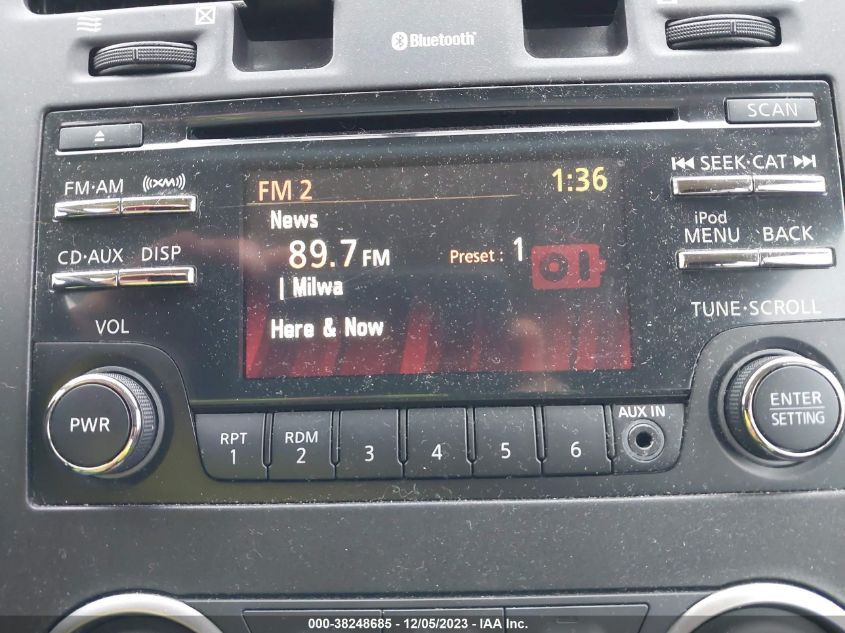 Bluetooth
SCAN
FM·AM
((XM))
SEEK·CAT
FM 2
1:36
News
89.7 FM
Preset : 1
| Milwa
Here & Now
CD·AUX
DISP
iPod
MENU
BACK
VOL
TUNE·SCROLL
PWR
ENTER
SETTING
RPT
1
RDM
2
3
4
5
6
AUX IN
000-38248685 - 12/05/2023 - IAA Inc.